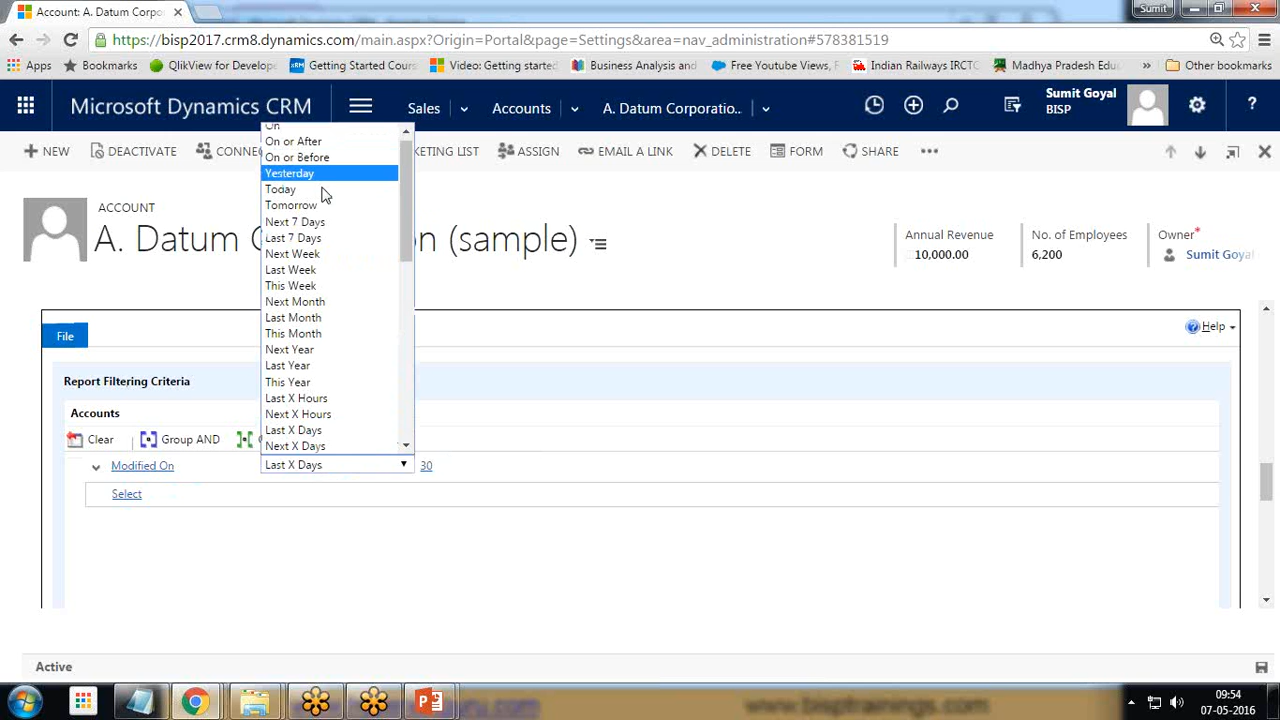 Account: A. Datum Corpo
Sumit
https://bisp2017.crm8.dynamics.com/main.aspx?Origin=Portal&page=Settings&area=nav_administration#578381519
Apps
Bookmarks
QlikView for Develope
Getting Started Cours
Video: Getting started
Business Analysis and
Free Youtube Views,
Indian Railways IRCTC
Madhya Pradesh Edu
Other bookmarks
Microsoft Dynamics CRM
Sales
Accounts
A. Datum Corporatio..
Sumit Goyal
BISP
NEW
DEACTIVATE
CONNEC
KETING LIST
ASSIGN
EMAIL A LINK
DELETE
FORM
SHARE
ACCOUNT
A. Datum C
on (sample)
Annual Revenue
10,000.00
No. of Employees
6,200
Owner*
Sumit Goyal
On
On or After
On or Before
Yesterday
Today
Tomorrow
Next 7 Days
Last 7 Days
Next Week
Last Week
This Week
Next Month
Last Month
This Month
Next Year
Last Year
This Year
Last X Hours
Next X Hours
Last X Days
Next X Days
File
Help
Report Filtering Criteria
Accounts
Clear
Group AND
Modified On
Last X Days
30
Select
Active
09:54
07-05-2016